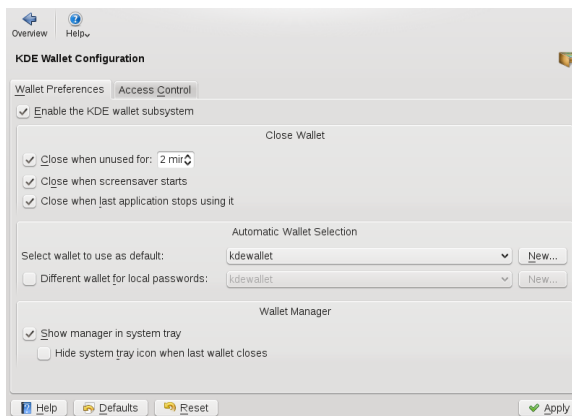 Overview Help
KDE Wallet Configuration
Wallet Preferences Access Control
Enable the KDE wallet subsystem
Close Wallet
Close when unused for: 2 min
Close when screensaver starts
Close when last application stops using it
Automatic Wallet Selection
Select wallet to use as default: kdewallet New...
Different wallet for local passwords: kdewallet New...
Wallet Manager
Show manager in system tray
Hide system tray icon when last wallet closes
Help Defaults Reset Apply